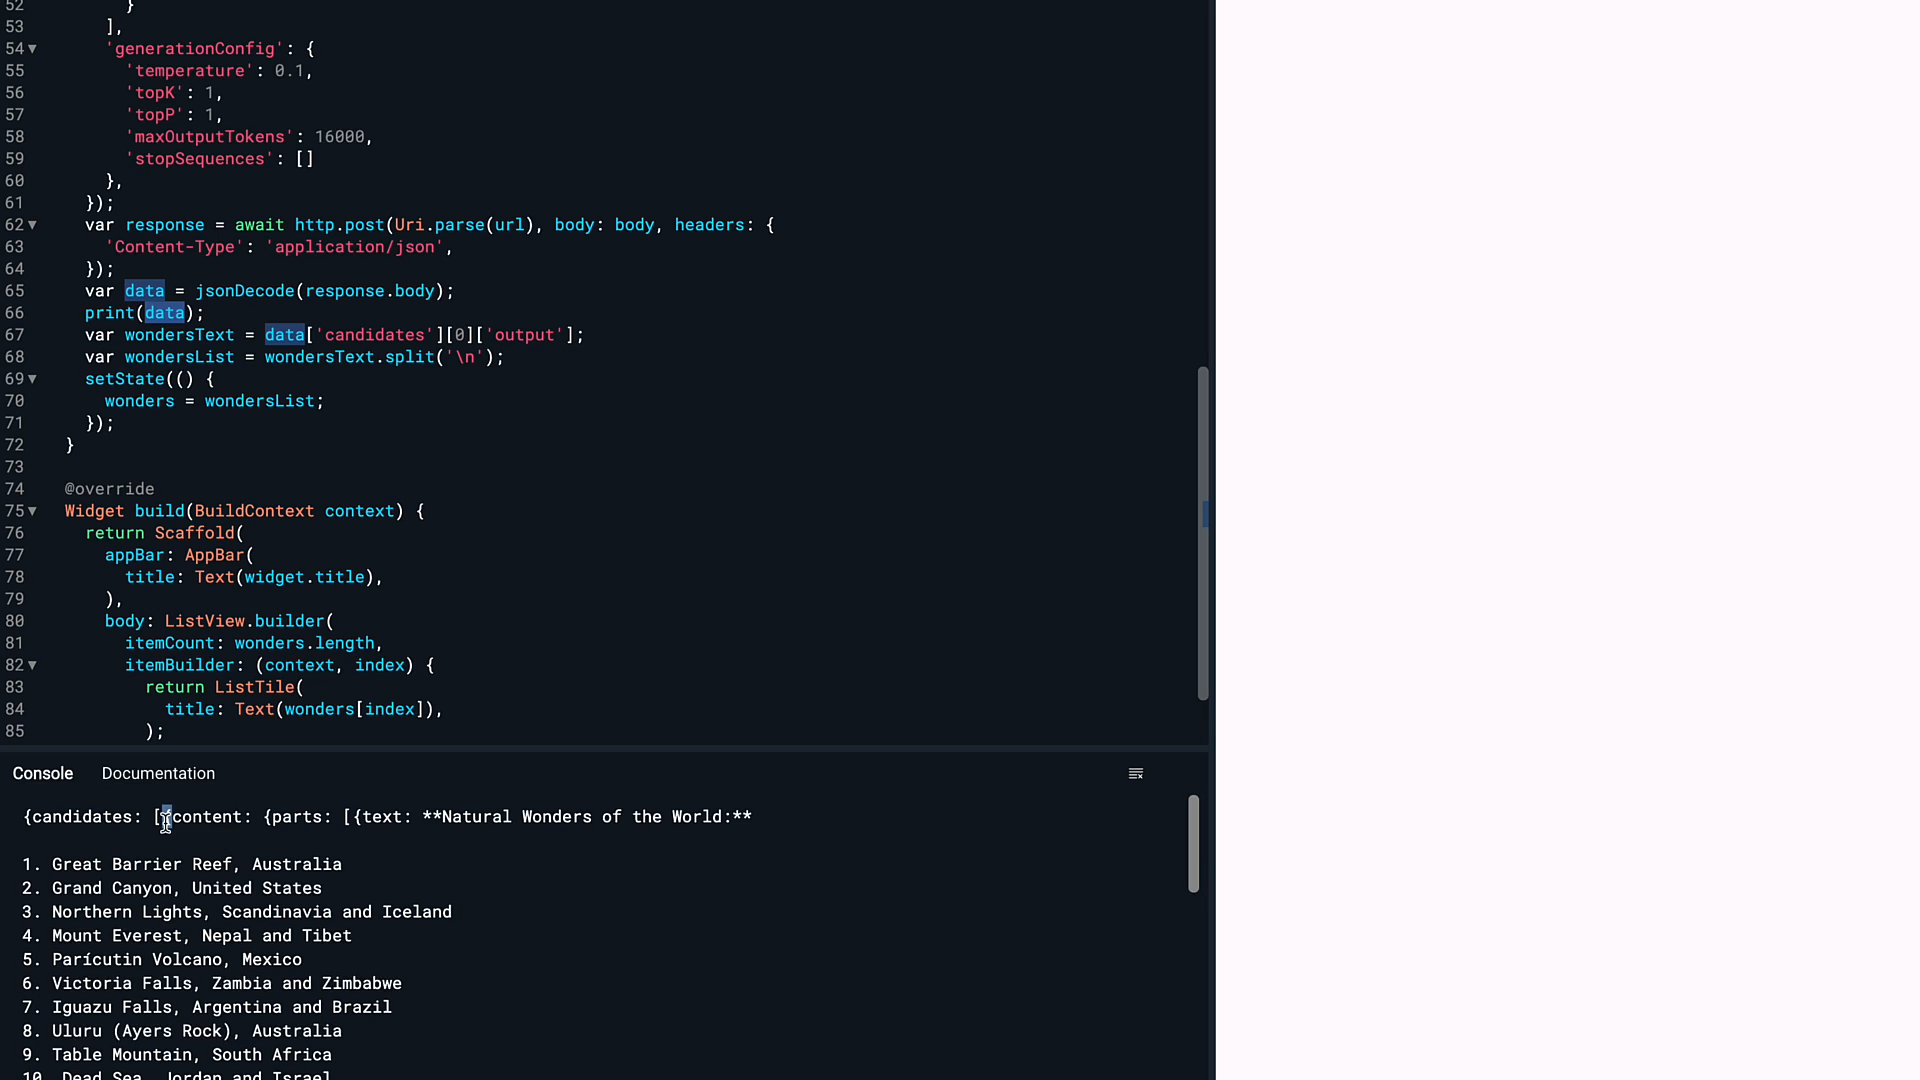 52 }
53 ],
54 'generationConfig': {
55 'temperature': 0.1,
56 'topK': 1,
57 'topP': 1,
58 'maxOutputTokens': 16000,
59 'stopSequences': []
60 },
61 });
62 var response = await http.post(Uri.parse(url), body: body, headers: {
63 'Content-Type': 'application/json',
64 });
65 var data = jsonDecode(response.body);
66 print(data);
67 var wondersText = data['candidates'][0]['output'];
68 var wondersList = wondersText.split('\n');
69 setState(() {
70 wonders = wondersList;
71 });
72 }
73
74 @override
75 Widget build(BuildContext context) {
76 return Scaffold(
77 appBar: AppBar(
78 title: Text(widget.title),
79 ),
80 body: ListView.builder(
81 itemCount: wonders.length,
82 itemBuilder: (context, index) {
83 return ListTile(
84 title: Text(wonders[index]),
85 );
Console Documentation
{candidates: [{content: {parts: [{text: **Natural Wonders of the World:**
1. Great Barrier Reef, Australia
2. Grand Canyon, United States
3. Northern Lights, Scandinavia and Iceland
4. Mount Everest, Nepal and Tibet
5. Parícutin Volcano, Mexico
6. Victoria Falls, Zambia and Zimbabwe
7. Iguazu Falls, Argentina and Brazil
8. Uluru (Ayers Rock), Australia
9. Table Mountain, South Africa
10. Dead Sea, Jordan and Israel